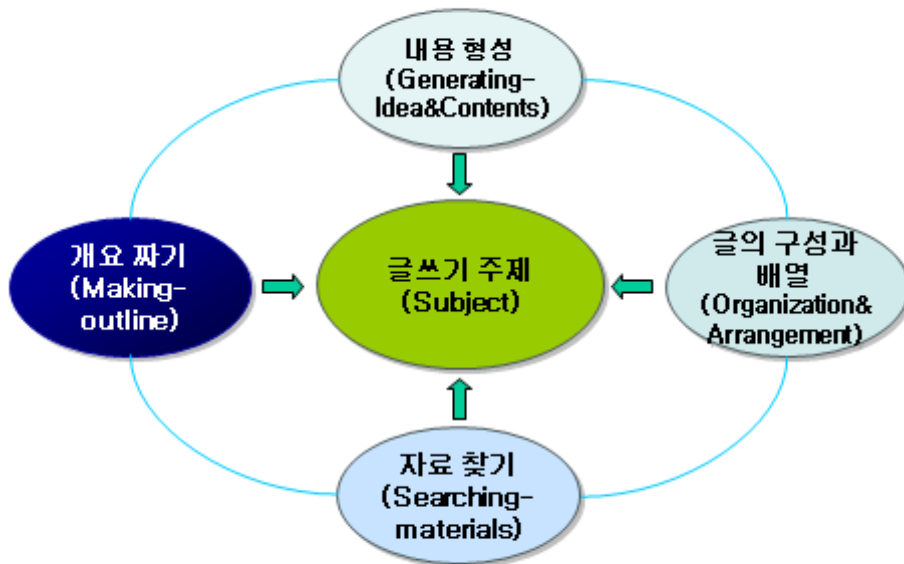 내용 형성
(Generating-
Idea&Contents)
개요 짜기
(Making-
outline)
글쓰기 주제
(Subject)
글의 구성과
배열
(Organization&
Arrangement)
자료 찾기
(Searching-
materials)